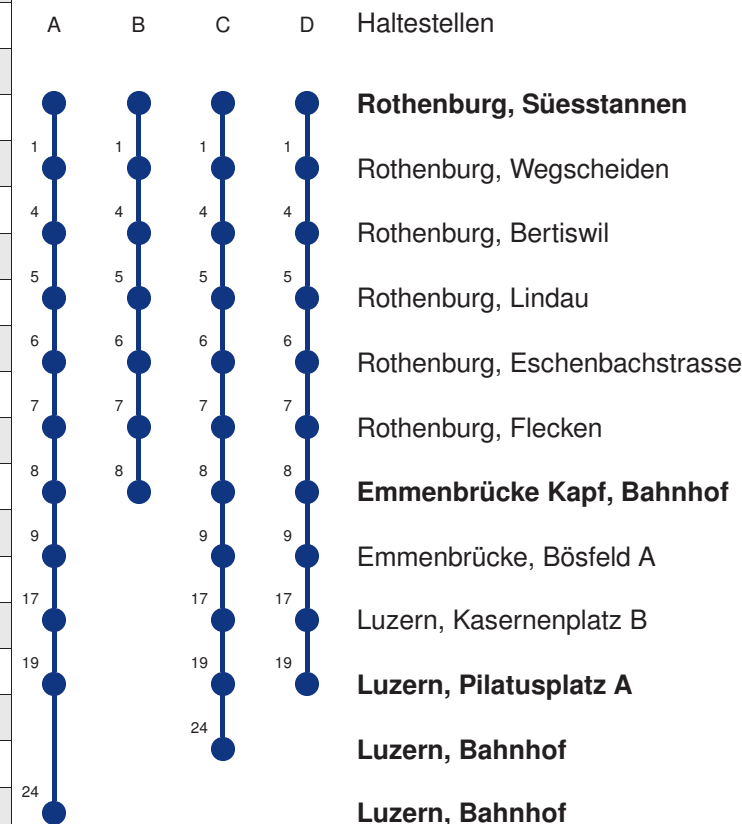 A B C D Haltestellen
Rothenburg, Süesstannen
1 1 1 1 Rothenburg, Wegscheiden
4 4 4 4 Rothenburg, Bertiswil
5 5 5 5 Rothenburg, Lindau
6 6 6 6 Rothenburg, Eschenbachstrasse
7 7 7 7 Rothenburg, Flecken
8 8 8 8 Emmenbrücke Kapf, Bahnhof
9 9 9 Emmenbrücke, Bösfeld A
17 17 17 Luzern, Kasernenplatz B
19 19 19 Luzern, Pilatusplatz A
24 Luzern, Bahnhof
24 Luzern, Bahnhof